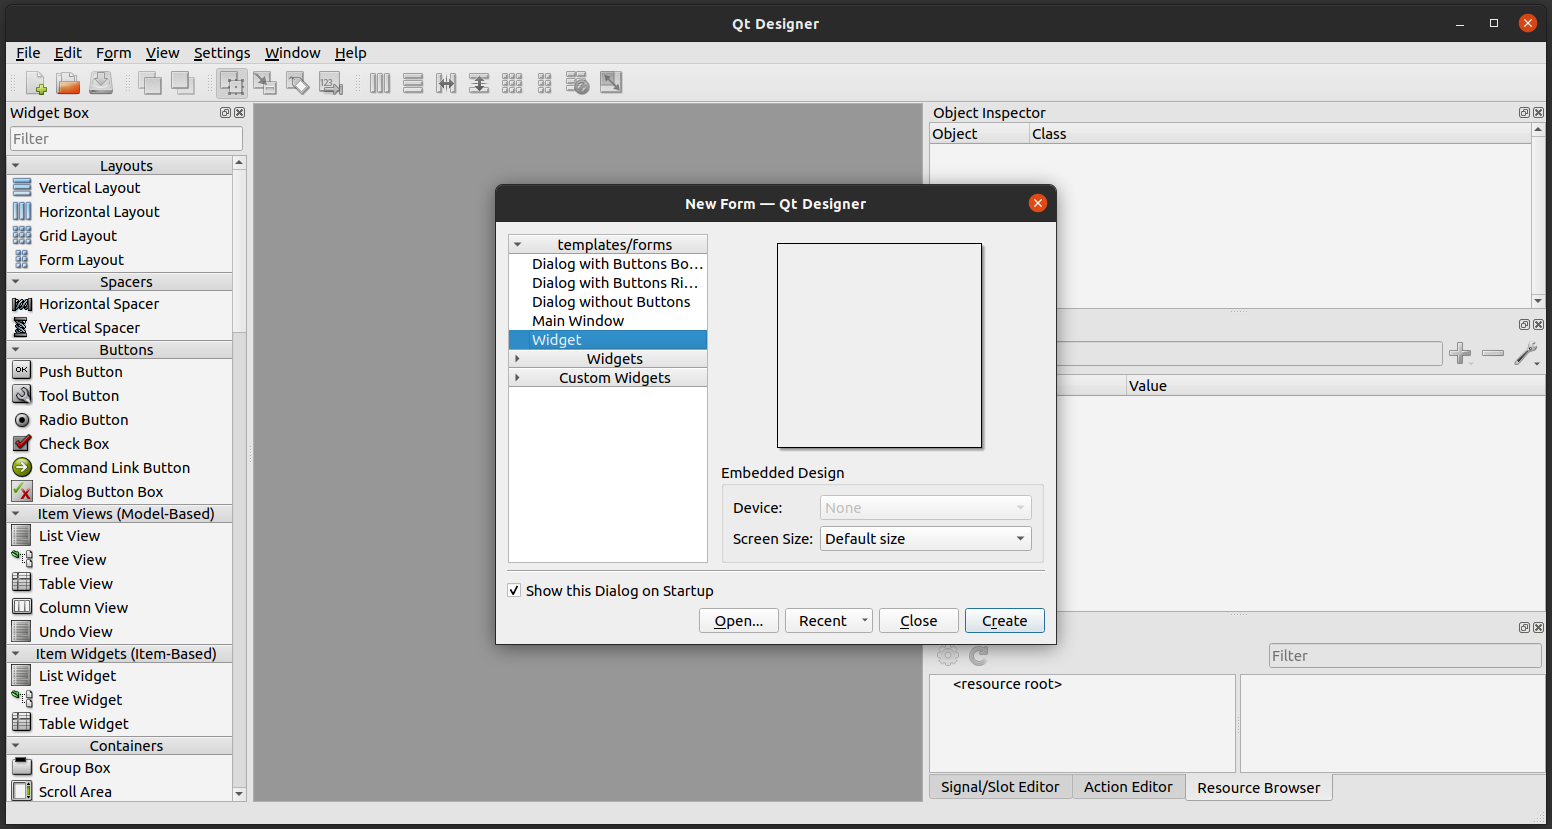 Qt Designer
File Edit Form View Settings Window Help
Widget Box
Filter
Layouts
Vertical Layout
Horizontal Layout
Grid Layout
Form Layout
Spacers
Horizontal Spacer
Vertical Spacer
Buttons
Push Button
Tool Button
Radio Button
Check Box
Command Link Button
Dialog Button Box
Item Views (Model-Based)
List View
Tree View
Table View
Column View
Undo View
Item Widgets (Item-Based)
List Widget
Tree Widget
Table Widget
Containers
Group Box
Scroll Area
New Form — Qt Designer
templates/forms
Dialog with Buttons Bo...
Dialog with Buttons Ri...
Dialog without Buttons
Main Window
Widget
Widgets
Custom Widgets
Embedded Design
Device: None
Screen Size: Default size
Show this Dialog on Startup
Open... Recent Close Create
Object Inspector
Object Class
Value
Filter
<resource root>
Signal/Slot Editor Action Editor Resource Browser